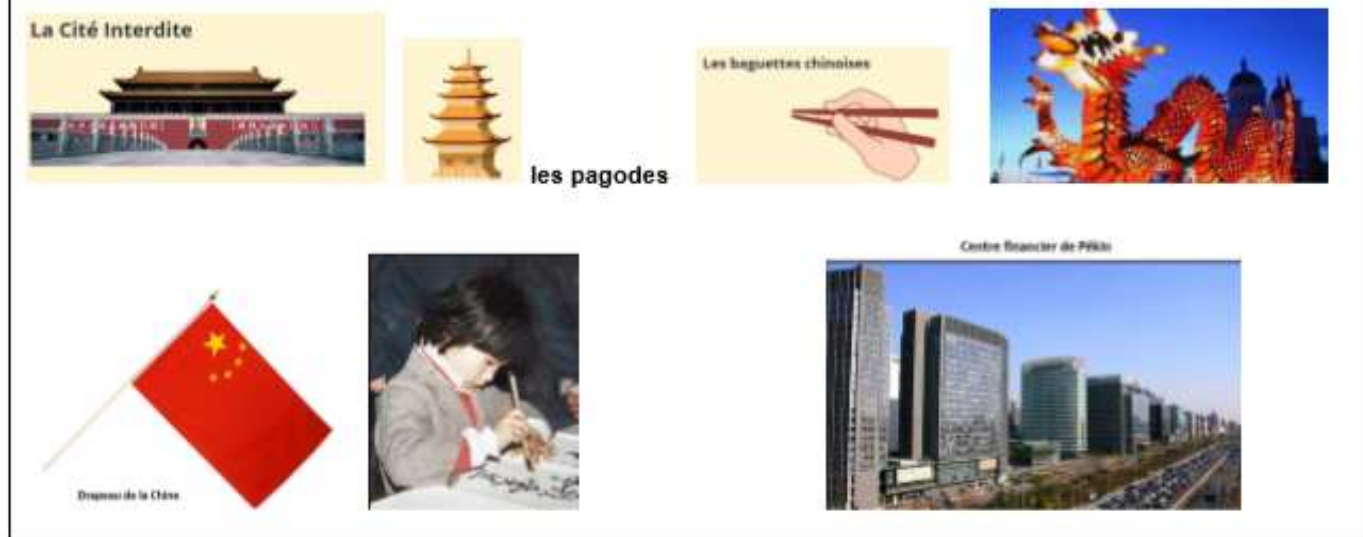 La Cité Interdite
les pagodes
Les baguettes chinoises
Drapeau de la Chine
Centre financier de Pékin